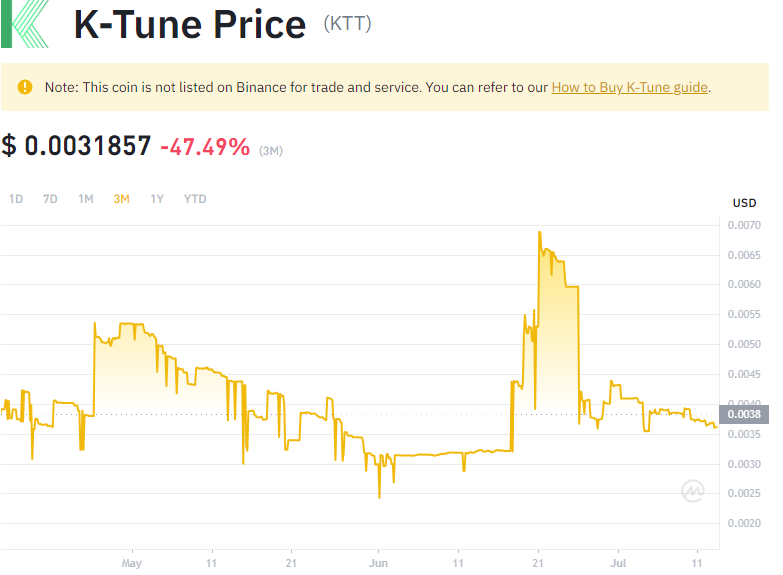 K-Tune Price (KTT)
Note: This coin is not listed on Binance for trade and service. You can refer to our How to Buy K-Tune guide.
$ 0.0031857 -47.49% (3M)
1D 7D 1M 3M 1Y YTD
USD
0.0070
0.0065
0.0060
0.0055
0.0050
0.0045
0.0040
0.0038
0.0035
0.0030
0.0025
0.0020
May 11 21 Jun 11 21 Jul 11